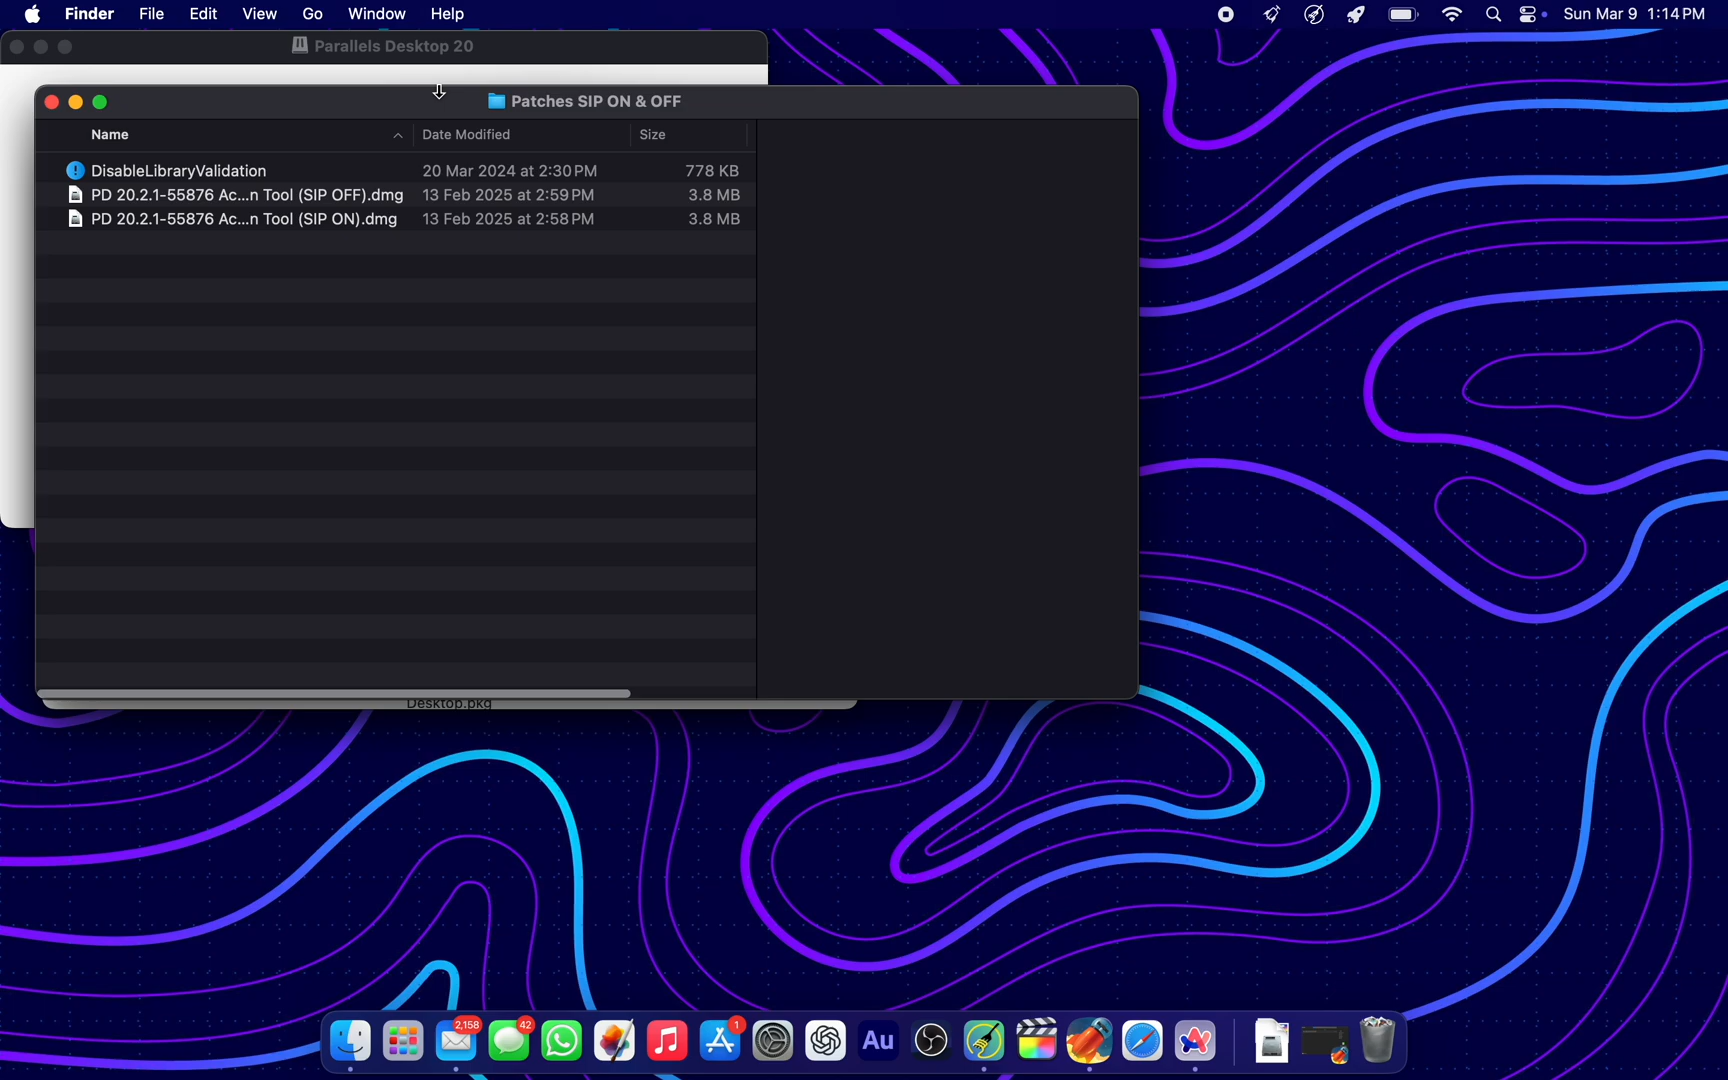 Finder File Edit View Go Window Help Sun Mar 9 1:14 PM
Parallels Desktop 20
Patches SIP ON & OFF
Name Date Modified Size
DisableLibraryValidation 20 Mar 2024 at 2:30 PM 778 KB
PD 20.2.1-55876 Ac...n Tool (SIP OFF).dmg 13 Feb 2025 at 2:59 PM 3.8 MB
PD 20.2.1-55876 Ac...n Tool (SIP ON).dmg 13 Feb 2025 at 2:58 PM 3.8 MB
Desktop.pkg
2,158 42 1
Au